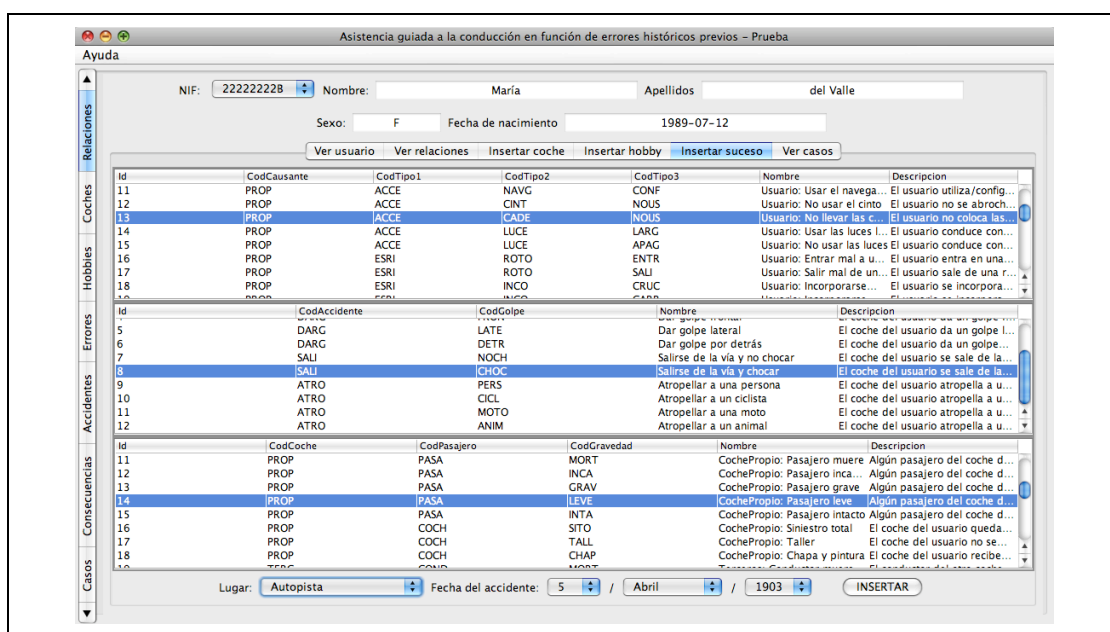 Asistencia guiada a la conducción en función de errores históricos previos – Prueba
Ayuda
Relaciones
Coches
Hobbies
Errores
Accidentes
Consecuencias
Casos
NIF: 22222222B Nombre: María Apellidos del Valle
Sexo: F Fecha de nacimiento 1989-07-12
Ver usuario Ver relaciones Insertar coche Insertar hobby Insertar suceso Ver casos
Id CodCausante CodTipo1 CodTipo2 CodTipo3 Nombre Descripcion
11 PROP ACCE NAVG CONF Usuario: Usar el navega... El usuario utiliza/config...
12 PROP ACCE CINT NOUS Usuario: No usar el cinto El usuario no se abroch...
13 PROP ACCE CADE NOUS Usuario: No llevar las c... El usuario no coloca las...
14 PROP ACCE LUCE LARG Usuario: Usar las luces l... El usuario conduce con...
15 PROP ACCE LUCE APAG Usuario: No usar las luces El usuario conduce con...
16 PROP ESRI ROTO ENTR Usuario: Entrar mal a u... El usuario entra en una...
17 PROP ESRI ROTO SALI Usuario: Salir mal de un... El usuario sale de una r...
18 PROP ESRI INCO CRUC Usuario: Incorporarse... El usuario se incorpora...
Id CodAccidente CodGolpe Nombre Descripcion
5 DARG LATE Dar golpe lateral El coche del usuario da un golpe l...
6 DARG DETR Dar golpe por detrás El coche del usuario da un golpe...
7 SALI NOCH Salirse de la vía y no chocar El coche del usuario se sale de la...
8 SALI CHOC Salirse de la vía y chocar El coche del usuario se sale de la...
9 ATRO PERS Atropellar a una persona El coche del usuario atropella a u...
10 ATRO CICL Atropellar a un ciclista El coche del usuario atropella a u...
11 ATRO MOTO Atropellar a una moto El coche del usuario atropella a u...
12 ATRO ANIM Atropellar a un animal El coche del usuario atropella a u...
Id CodCoche CodPasajero CodGravedad Nombre Descripcion
11 PROP PASA MORT CochePropio: Pasajero muere Algún pasajero del coche d...
12 PROP PASA INCA CochePropio: Pasajero inca... Algún pasajero del coche d...
13 PROP PASA GRAV CochePropio: Pasajero grave Algún pasajero del coche d...
14 PROP PASA LEVE CochePropio: Pasajero leve Algún pasajero del coche d...
15 PROP PASA INTA CochePropio: Pasajero intacto Algún pasajero del coche d...
16 PROP COCH SITO CochePropio: Siniestro total El coche del usuario queda...
17 PROP COCH TALL CochePropio: Taller El coche del usuario no se...
18 PROP COCH CHAP CochePropio: Chapa y pintura El coche del usuario recibe...
Lugar: Autopista Fecha del accidente: 5 / Abril / 1903 INSERTAR